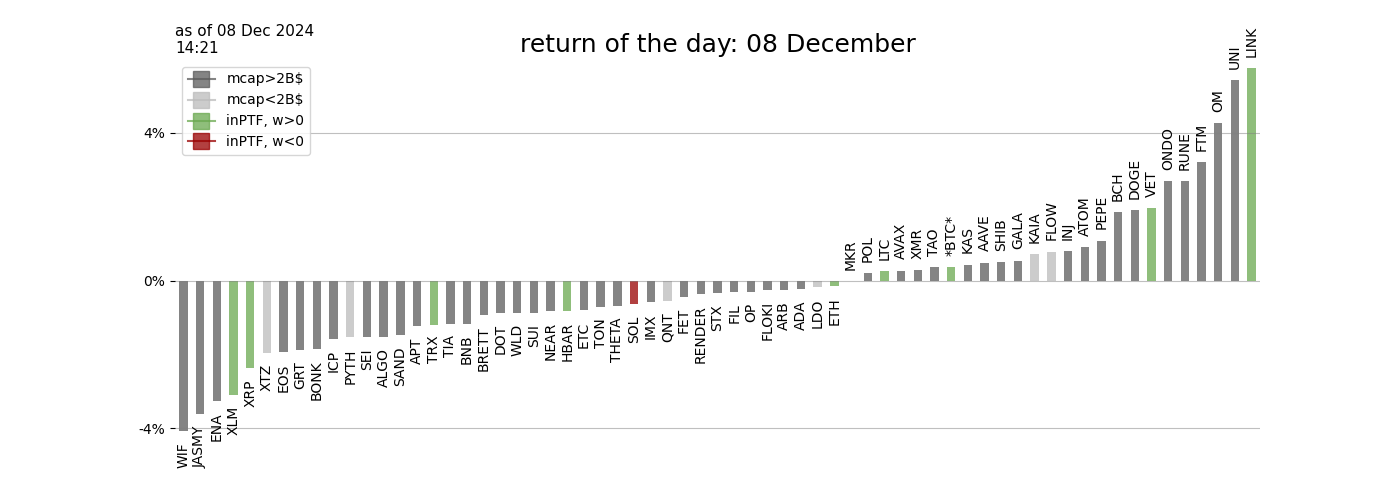 as of 08 Dec 2024
14:21
return of the day: 08 December
mcap>2B$
mcap<2B$
inPTF, w>0
inPTF, w<0
4%
0%
-4%
WIF
JASMY
ENA
XLM
XRP
XTZ
EOS
GRT
BONK
ICP
PYTH
SEI
ALGO
SAND
APT
TRX
TIA
BNB
BRETT
DOT
WLD
SUI
NEAR
HBAR
ETC
TON
THETA
SOL
IMX
QNT
FET
RENDER
STX
FIL
OP
FLOKI
ARB
ADA
LDO
ETH
MKR
POL
LTC
AVAX
XMR
TAO
*BTC*
KAS
AAVE
SHIB
GALA
KAIA
FLOW
INJ
ATOM
PEPE
BCH
DOGE
VET
ONDO
RUNE
FTM
OM
UNI
LINK